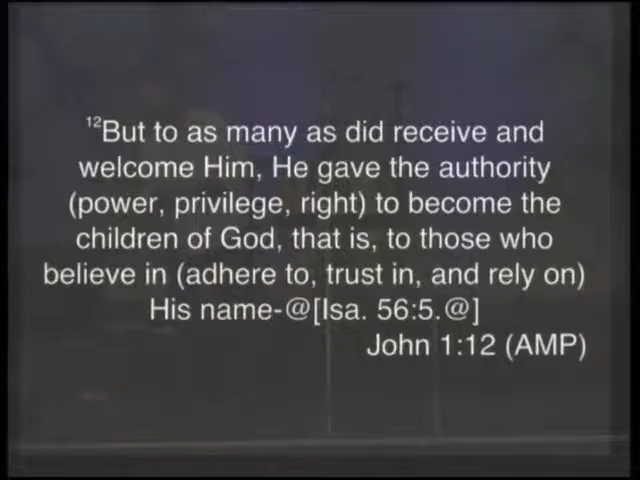 12But to as many as did receive and
welcome Him, He gave the authority
(power, privilege, right) to become the
children of God, that is, to those who
believe in (adhere to, trust in, and rely on)
His name-@[Isa. 56:5.@]
John 1:12 (AMP)